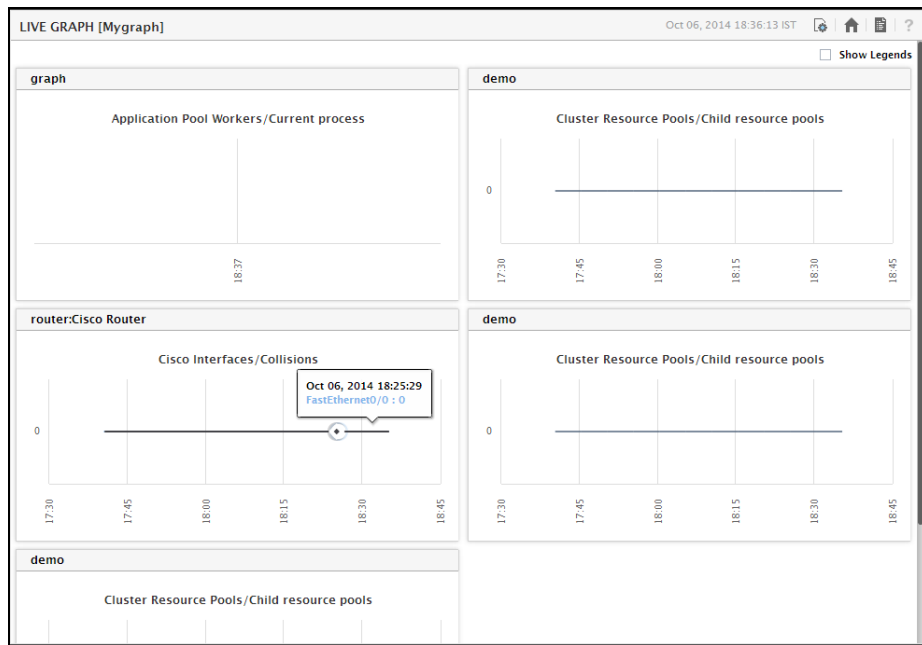 LIVE GRAPH [Mygraph]
Oct 06, 2014 18:36:13 IST
?
Show Legends
graph
Application Pool Workers/Current process
18:37
demo
Cluster Resource Pools/Child resource pools
0
17:30
17:45
18:00
18:15
18:30
18:45
router:Cisco Router
Cisco Interfaces/Collisions
Oct 06, 2014 18:25:29
FastEthernet0/0 : 0
0
17:30
17:45
18:00
18:15
18:30
18:45
demo
Cluster Resource Pools/Child resource pools
0
17:30
17:45
18:00
18:15
18:30
18:45
demo
Cluster Resource Pools/Child resource pools